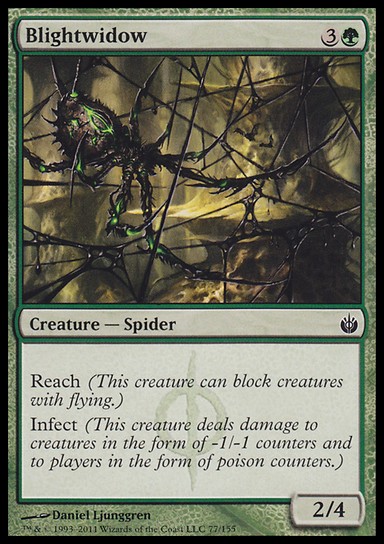 Blightwidow 3
Creature — Spider
Reach (This creature can block creatures
with flying.)
Infect (This creature deals damage to
creatures in the form of -1/-1 counters and
to players in the form of poison counters.)
Daniel Ljunggren
2/4
™ & © 1993–2011 Wizards of the Coast LLC 77/155